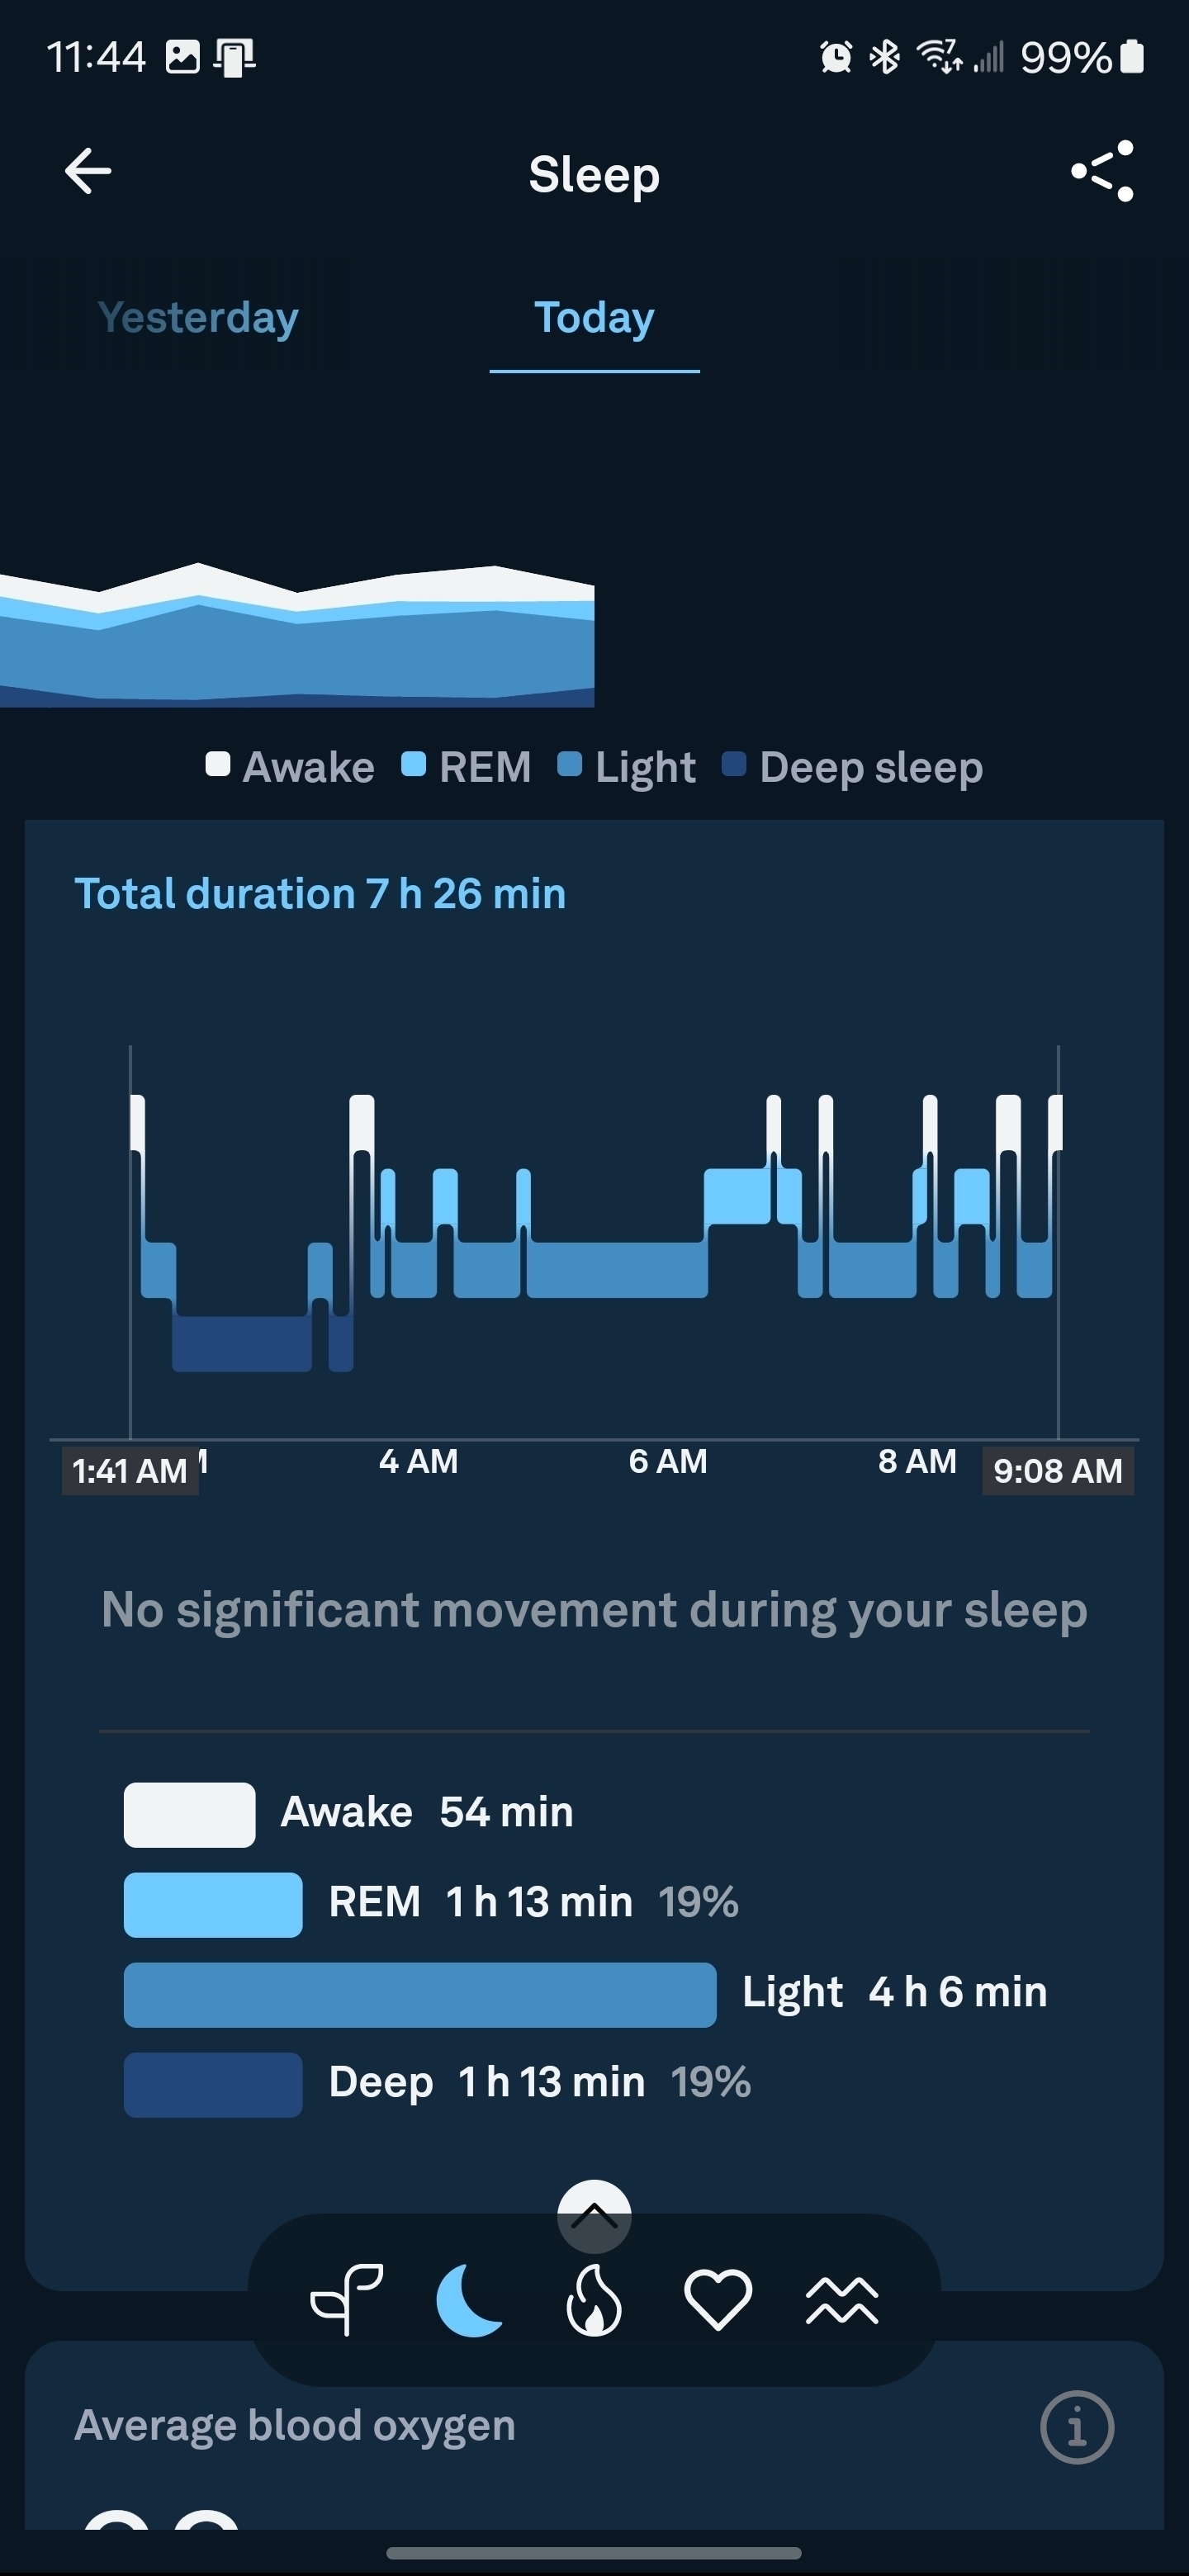 11:44 7 99%
Sleep
Yesterday Today
Awake REM Light Deep sleep
Total duration 7 h 26 min
1:41 AM 4 AM 6 AM 8 AM 9:08 AM
No significant movement during your sleep
Awake 54 min
REM 1 h 13 min 19%
Light 4 h 6 min
Deep 1 h 13 min 19%
Average blood oxygen